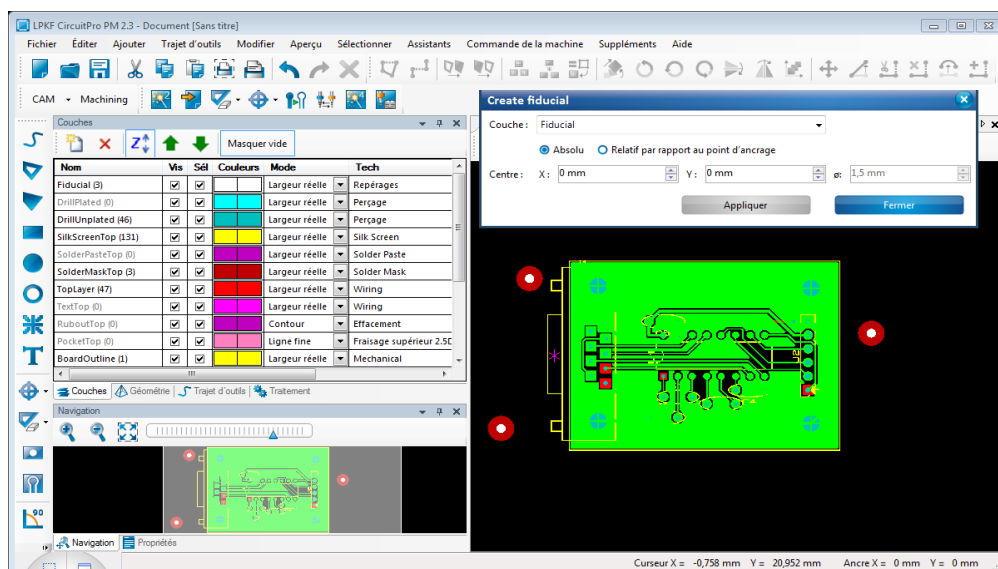 LPKF CircuitPro PM 2.3 - Document [Sans titre]
Fichier Éditer Ajouter Trajet d'outils Modifier Aperçu Sélectionner Assistants Commande de la machine Suppléments Aide
CAM Machining
Create fiducial
Couche : Fiducial
Absolu Relatif par rapport au point d'ancrage
Centre : X : 0 mm Y : 0 mm ø: 1,5 mm
Appliquer Fermer
Couches
Z Masquer vide
Nom Vis Sél Couleurs Mode Tech
Fiducial (3) Largeur réelle Repérages
DrillPlated (0) Largeur réelle Perçage
DrillUnplated (46) Largeur réelle Perçage
SilkScreenTop (131) Largeur réelle Silk Screen
SolderPasteTop (0) Largeur réelle Solder Paste
SolderMaskTop (3) Largeur réelle Solder Mask
TopLayer (47) Largeur réelle Wiring
TextTop (0) Largeur réelle Wiring
RuboutTop (0) Contour Effacement
PocketTop (0) Ligne fine Fraisage supérieur 2.5D
BoardOutline (1) Largeur réelle Mechanical
T
Couches Géométrie Trajet d'outils Traitement
Navigation
90
Navigation Propriétés
J2
Curseur X = -0,758 mm Y = 20,952 mm Ancre X = 0 mm Y = 0 mm